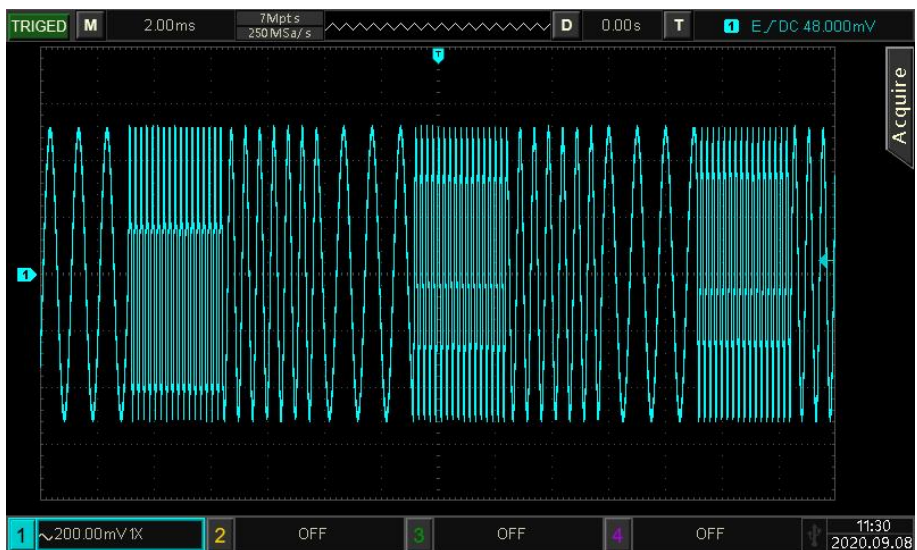 TRIGED M 2.00ms 7Mpts D 0.00s T 1 E DC 48.000mV
250MSa/s
T
Acquire
1
1 200.00mV 1X 2 OFF 3 OFF 4 OFF 11:30
2020.09.08